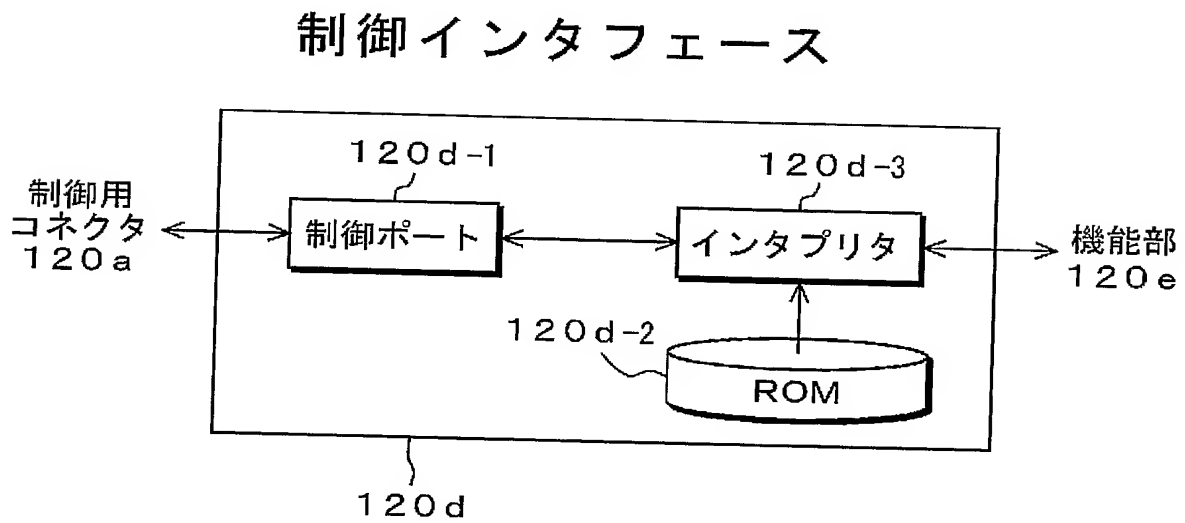 制御インタフェース
120d-1
120d-3
制御用
コネクタ
120a
制御ポート
インタプリタ
機能部
120e
120d-2
ROM
120d